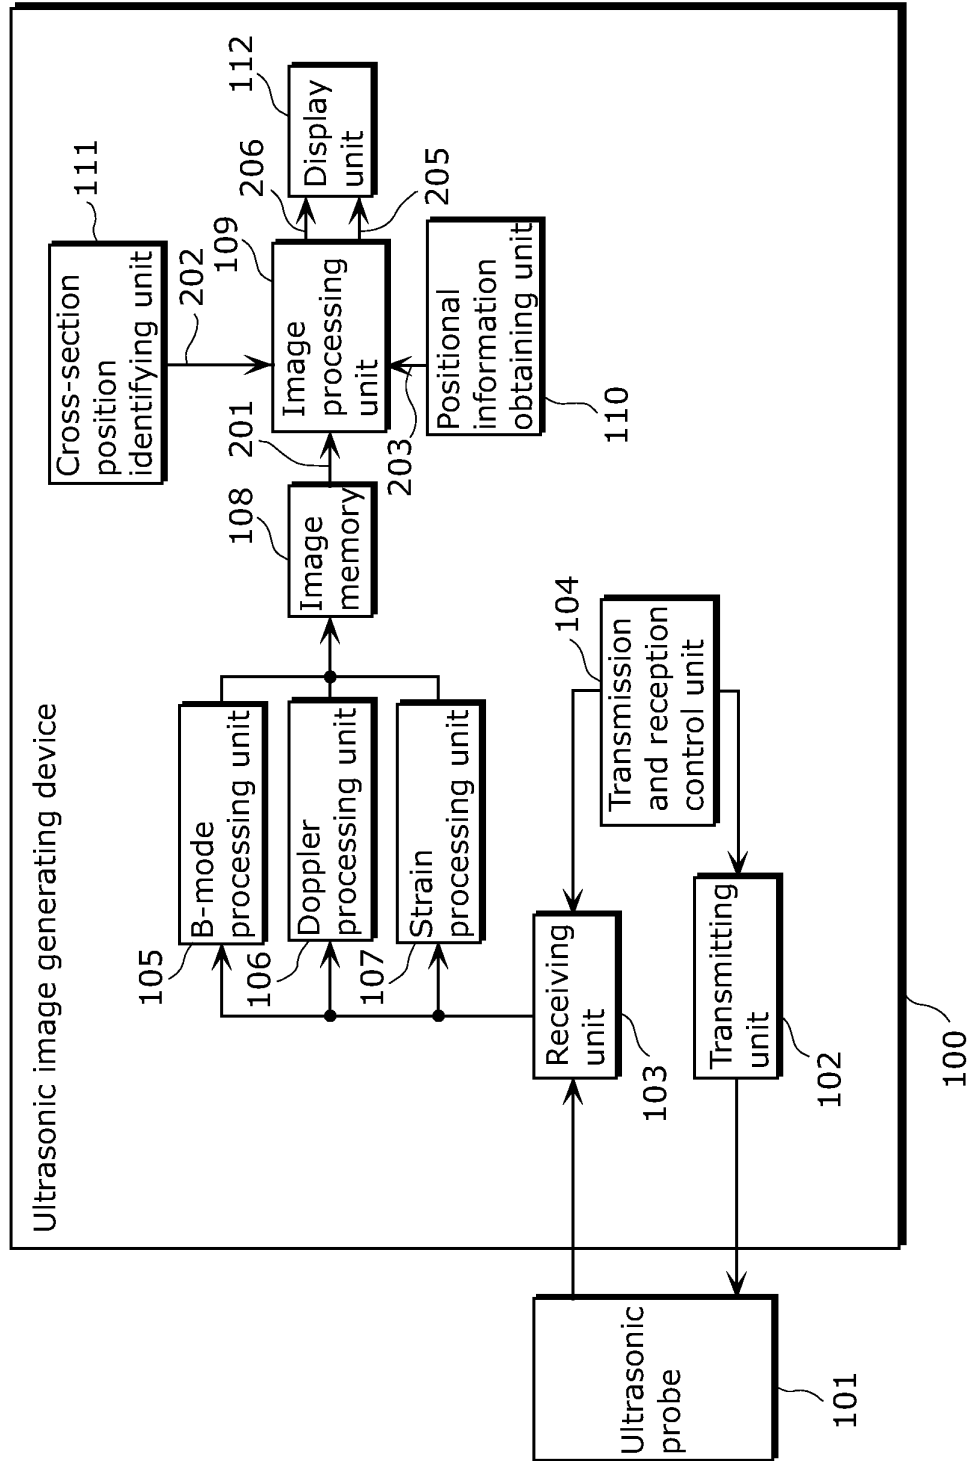 Ultrasonic image generating device
Cross-section
position
identifying unit
111
105
B-mode
processing unit
202
109
206
112
108
201
106
Doppler
processing unit
Image
memory
Image
processing
unit
Display
unit
205
107
Strain
processing unit
203
Positional
information
obtaining unit
110
104
Ultrasonic
probe
101
Receiving
unit
103
Transmission
and reception
control unit
Transmitting
unit
102
100